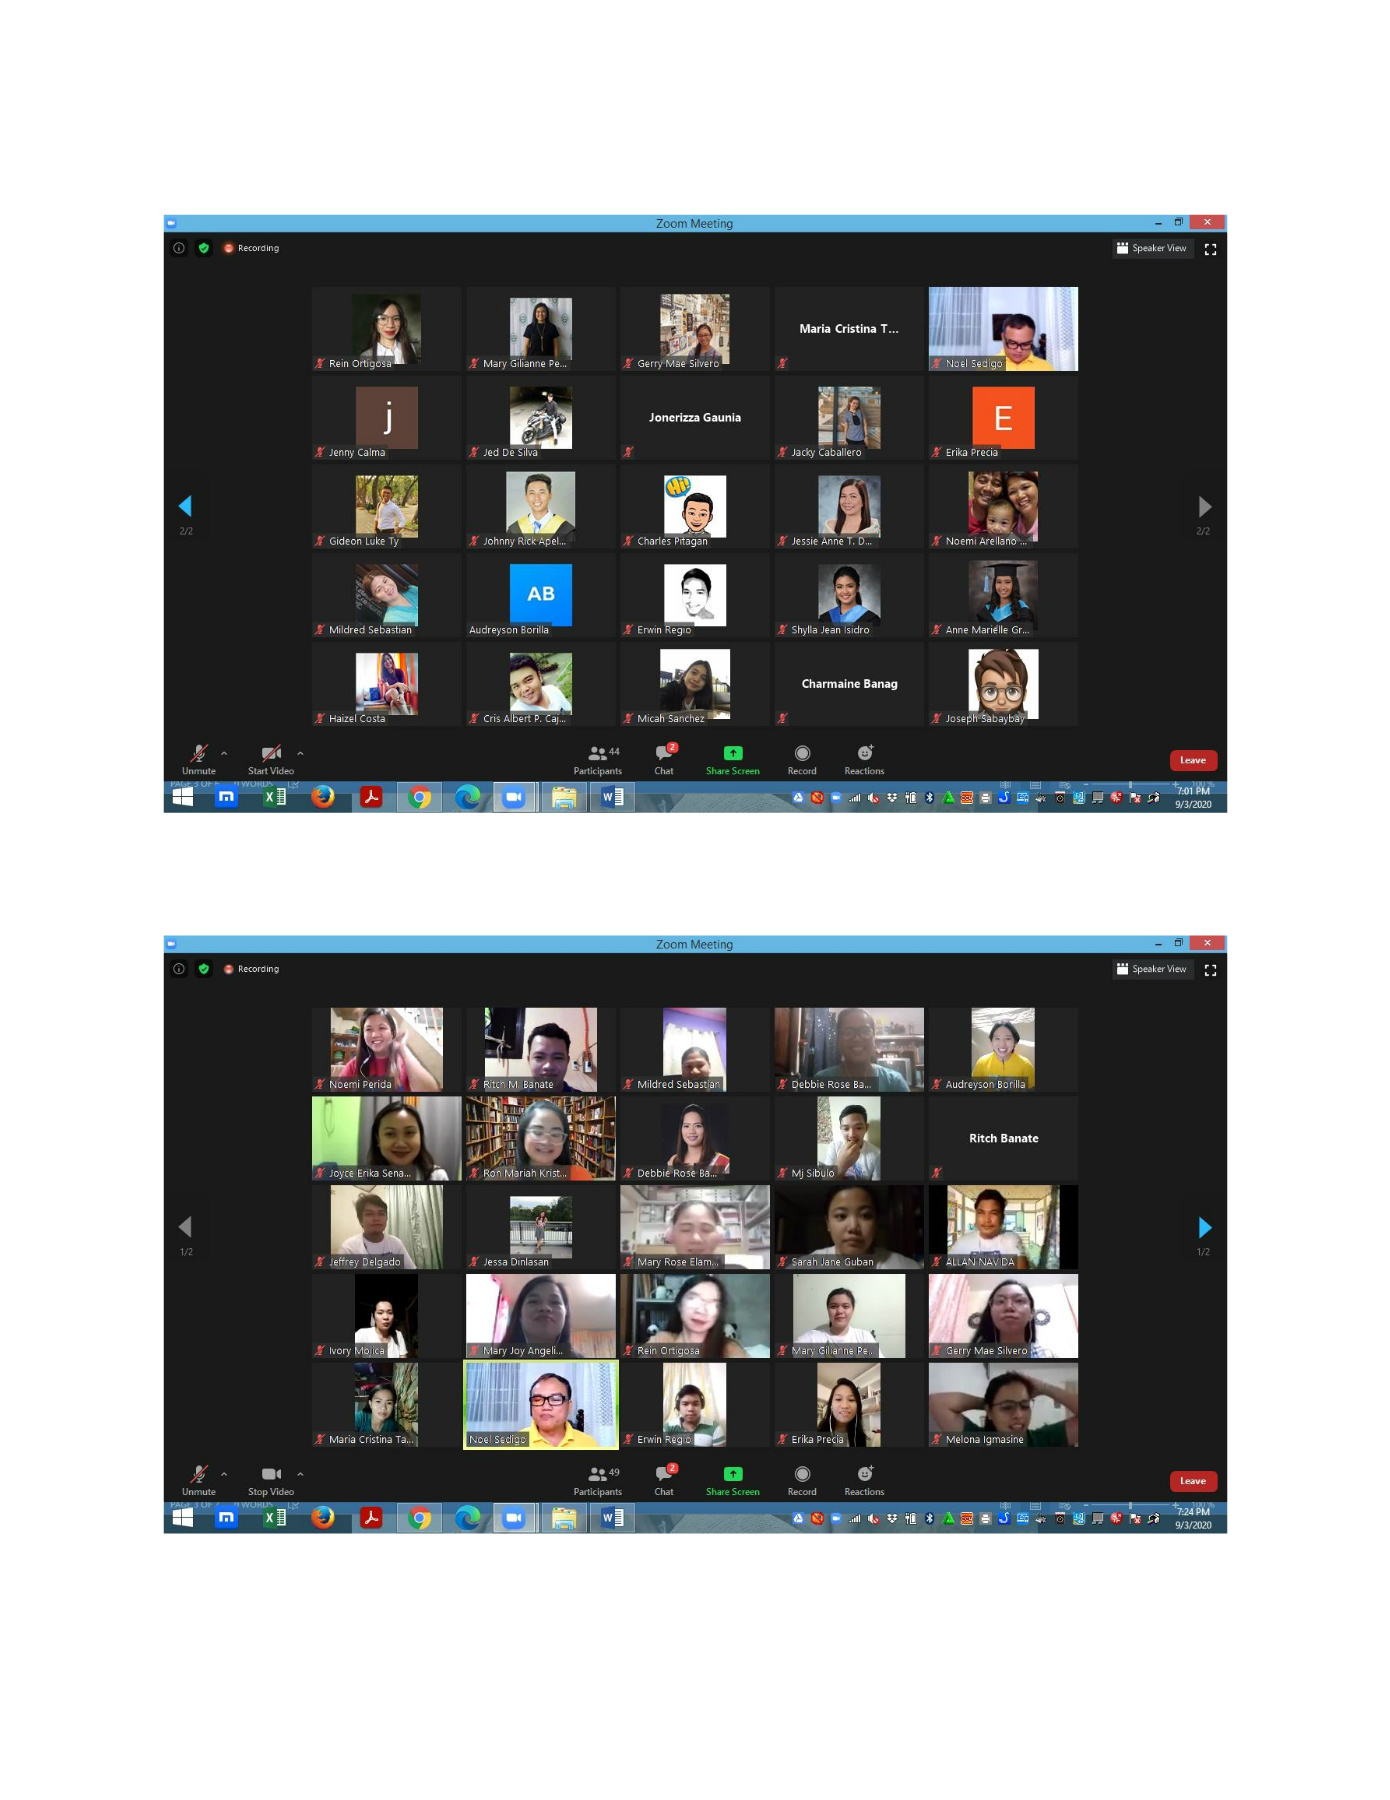 Zoom Meeting
Recording
Speaker View
Maria Cristina T...
Rein Ortigosa
Mary Gilianne Pe...
Gerry Mae Silvero
Noel Sedigo
j
Jonerizza Gaunia
E
Jenny Calma
Jed De Silva
Jacky Caballero
Erika Precia
Hi!
2/2
2/2
Gideon Luke Ty
Johnny Rick Apel...
Charles Pitagan
Jessie Anne T. D...
Noemi Arellano ...
AB
Mildred Sebastian
Audreyson Borilla
Erwin Regio
Shylla Jean Isidro
Anne Marielle Gr...
Charmaine Banag
Haizel Costa
Cris Albert P. Caj...
Micah Sanchez
Joseph Sabaybay
44
2
Unmute
Start Video
Participants
Chat
Share Screen
Record
Reactions
Leave
7:01 PM
9/3/2020
Zoom Meeting
Recording
Speaker View
Noemi Perida
Ritch M. Banate
Mildred Sebastian
Debbie Rose Ba...
Audreyson Borilla
Ritch Banate
Joyce Erika Sena...
Ron Mariah Krist...
Debbie Rose Ba...
Mj Sibulo
1/2
1/2
Jeffrey Delgado
Jessa Dinlasan
Mary Rose Elam...
Sarah Jane Guban
ALLAN NAVIDA
Ivory Mojica
Mary Joy Angeli...
Rein Ortigosa
Mary Gilianne Pe...
Gerry Mae Silvero
Maria Cristina Ta...
Noel Sedigo
Erwin Regio
Erika Precia
Melona Igmasine
49
2
Unmute
Stop Video
Participants
Chat
Share Screen
Record
Reactions
Leave
7:24 PM
9/3/2020